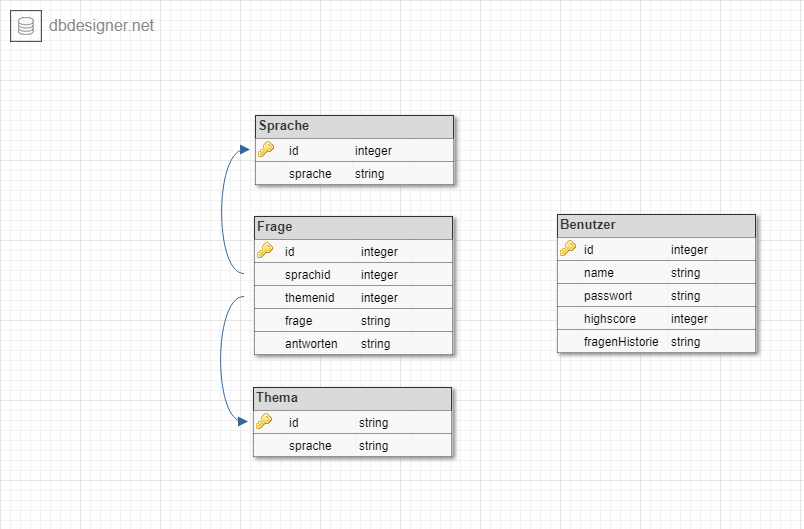 dbdesigner.net
Sprache
id integer
sprache string
Frage
id integer
sprachid integer
themenid integer
frage string
antworten string
Thema
id string
sprache string
Benutzer
id integer
name string
passwort string
highscore integer
fragenHistorie string